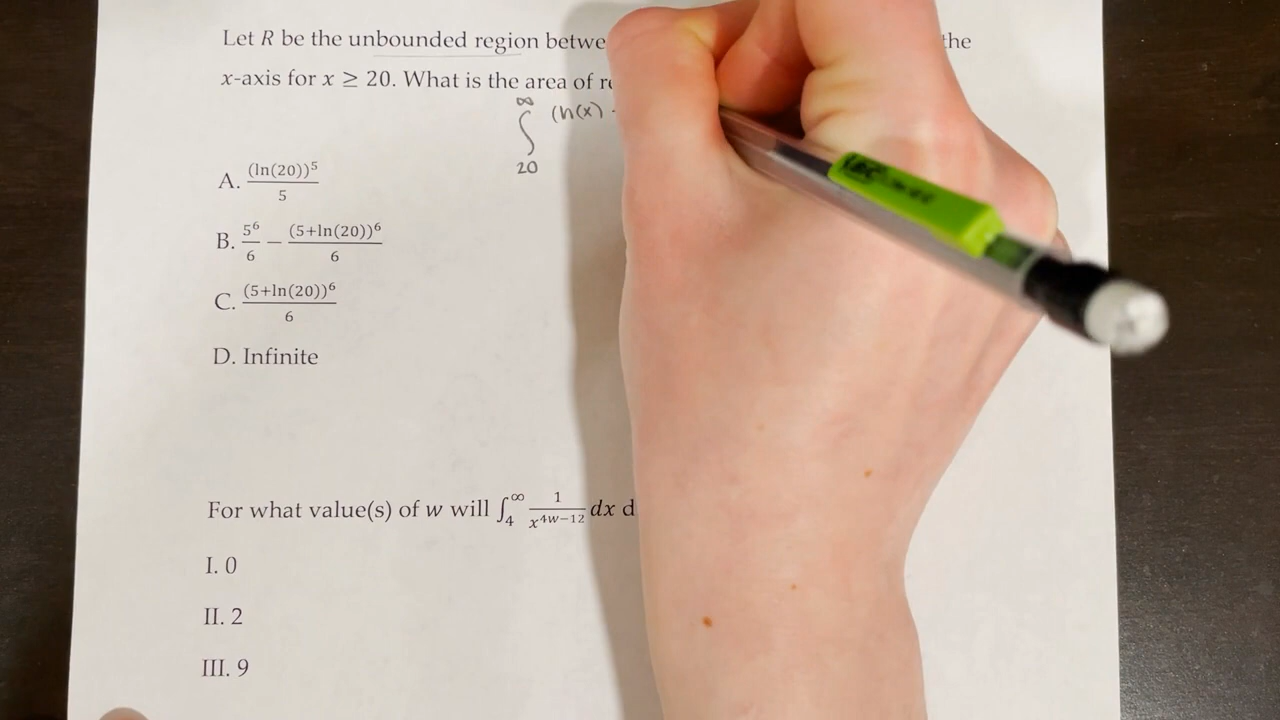 Let R be the unbounded region the
x-axis for x ≥ 20. What is the area of
∞
∫ (h(x) -
20
A. (ln(20))⁵/5
B. 5⁶/6 − (5+ln(20))⁶/6
C. (5+ln(20))⁶/6
D. Infinite
For what value(s) of w will ∫₄^∞ 1/x^(4w−12) dx
I. 0
II. 2
III. 9